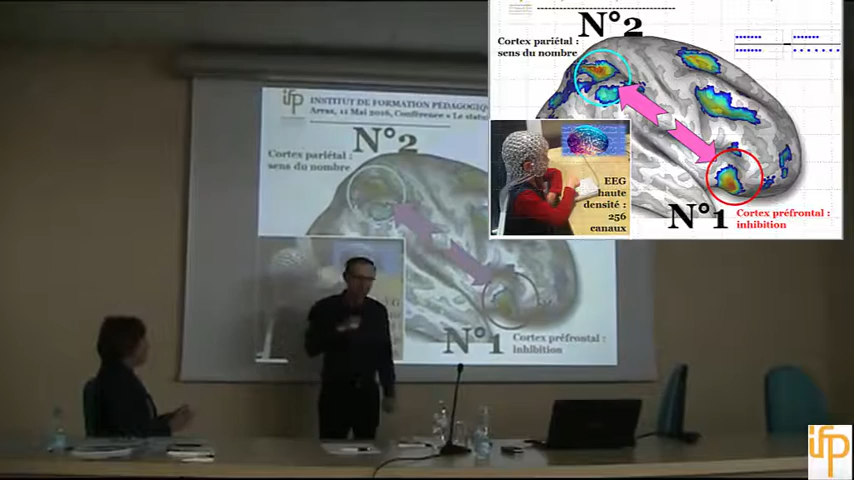 N°2
Cortex pariétal :
sens du nombre
EEG
haute
densité :
256
canaux
N°1
Cortex préfrontal :
inhibition
ifp
INSTITUT DE FORMATION PÉDAGOGIQUE
Arras, 11 Mai 2016, Conférence « Le statu
N°2
Cortex pariétal :
sens du nombre
N°1
Cortex préfrontal :
inhibition
ifp